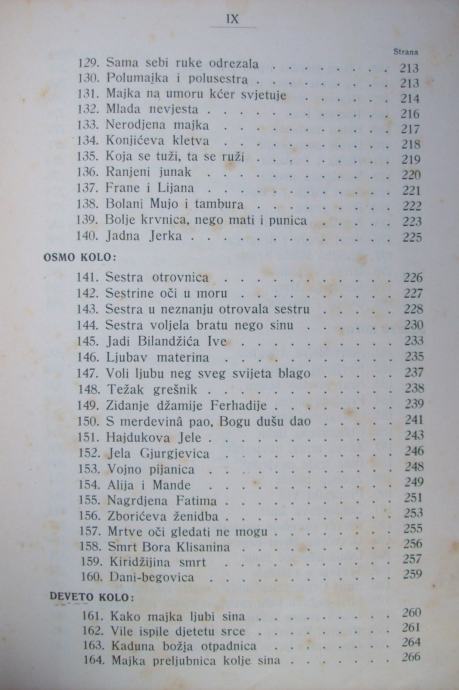 IX
Strana
129. Sama sebi ruke odrezala . . . . . . . . 213
130. Polumajka i polusestra . . . . . . . . . 213
131. Majka na umoru kćer svjetuje . . . . . . . 214
132. Mlada nevjesta . . . . . . . . . . . . 216
133. Nerodjena majka . . . . . . . . . . . 217
134. Konjićeva kletva . . . . . . . . . . . 218
135. Koja se tuži, ta se ruži . . . . . . . . . 219
136. Ranjeni junak . . . . . . . . . . . . 220
137. Frane i Lijana . . . . . . . . . . . . 221
138. Bolani Mujo i tambura . . . . . . . . . 222
139. Bolje krvnica, nego mati i punica . . . . . . 223
140. Jadna Jerka . . . . . . . . . . . . . 225
OSMO KOLO:
141. Sestra otrovnica . . . . . . . . . . . 226
142. Sestrine oči u moru . . . . . . . . . . 227
143. Sestra u neznanju otrovala sestru . . . . . . 228
144. Sestra voljela bratu nego sinu . . . . . . . 230
145. Jadi Bilandžića Ive . . . . . . . . . . 233
146. Ljubav materina . . . . . . . . . . . 235
147. Voli ljubu neg sveg svijeta blago . . . . . . 237
148. Težak grešnik . . . . . . . . . . . . 238
149. Zidanje džamije Ferhadije . . . . . . . . 239
150. S merdevinâ pao, Bogu dušu dao . . . . . . 241
151. Hajdukova Jele . . . . . . . . . . . . 243
152. Jela Gjurgjevica . . . . . . . . . . . 246
153. Vojno pijanica . . . . . . . . . . . . 248
154. Alija i Mande . . . . . . . . . . . . 249
155. Nagrdjena Fatima . . . . . . . . . . . 251
156. Zborićeva ženidba . . . . . . . . . . . 253
157. Mrtve oči gledati ne mogu . . . . . . . . 255
158. Smrt Bora Klisanina . . . . . . . . . . 256
159. Kiridžijina smrt . . . . . . . . . . . 257
160. Dani-begovica . . . . . . . . . . . . 259
DEVETO KOLO:
161. Kako majka ljubi sina . . . . . . . . . 260
162. Vile ispile djetetu srce . . . . . . . . . 261
163. Kaduna božja otpadnica . . . . . . . . . 264
164. Majka preljubnica kolje sina . . . . . . . 266